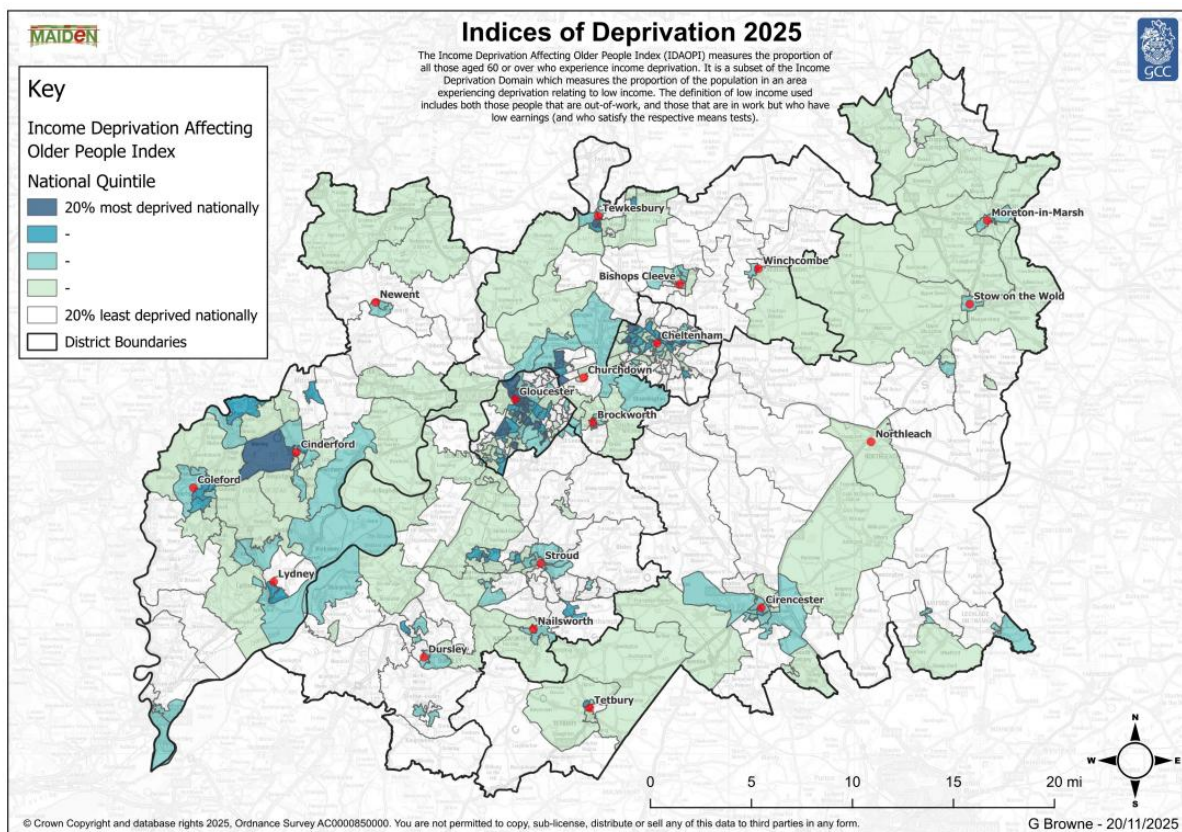 MAIDEN
Indices of Deprivation 2025
The Income Deprivation Affecting Older People Index (IDAOPI) measures the proportion of
all those aged 60 or over who experience income deprivation. It is a subset of the Income
Deprivation Domain which measures the proportion of the population in an area
experiencing deprivation relating to low income. The definition of low income used
includes both those people that are out-of-work, and those that are in work but who have
low earnings (and who satisfy the respective means tests).
GCC
Key
Income Deprivation Affecting
Older People Index
National Quintile
20% most deprived nationally
-
-
-
20% least deprived nationally
District Boundaries
Tewkesbury
Moreton-in-Marsh
Winchcombe
Bishops Cleeve
Newent
Stow on the Wold
Cheltenham
Churchdown
Gloucester
Brockworth
Northleach
Cinderford
Coleford
Stroud
Lydney
Cirencester
Nailsworth
Dursley
Tetbury
N
W
E
S
0 5 10 15 20 mi
© Crown Copyright and database rights 2025, Ordnance Survey AC0000850000. You are not permitted to copy, sub-license, distribute or sell any of this data to third parties in any form.
G Browne - 20/11/2025